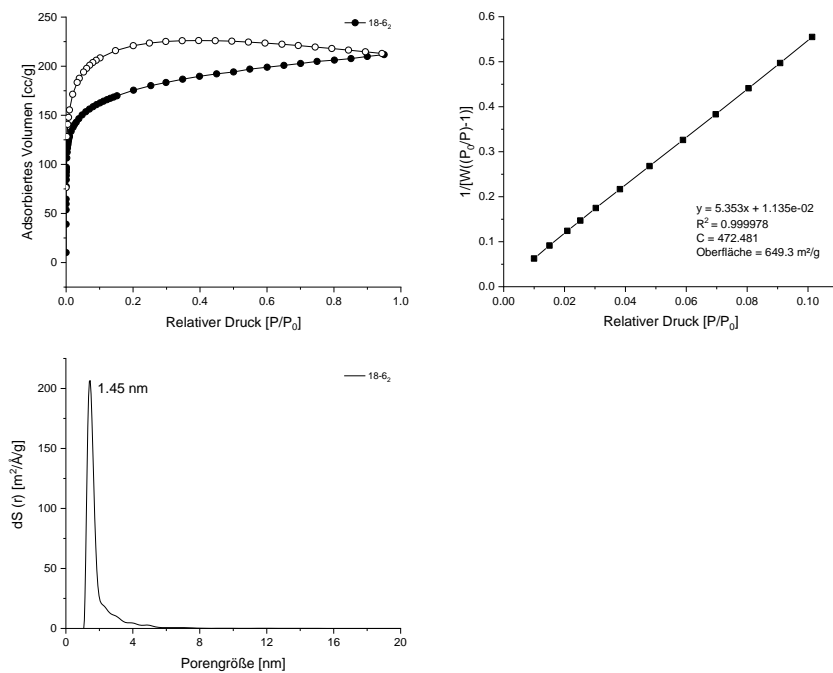 18-6₂
Adsorbiertes Volumen [cc/g]
250
200
150
100
50
0
0.0 0.2 0.4 0.6 0.8 1.0
Relativer Druck [P/P₀]
1/[W((P₀/P)-1)]
0.6
0.5
0.4
0.3
0.2
0.1
0.0
y = 5.353x + 1.135e-02
R² = 0.999978
C = 472.481
Oberfläche = 649.3 m²/g
0.00 0.02 0.04 0.06 0.08 0.10
Relativer Druck [P/P₀]
18-6₂
1.45 nm
dS (r) [m²/Å/g]
200
150
100
50
0
0 4 8 12 16 20
Porengröße [nm]